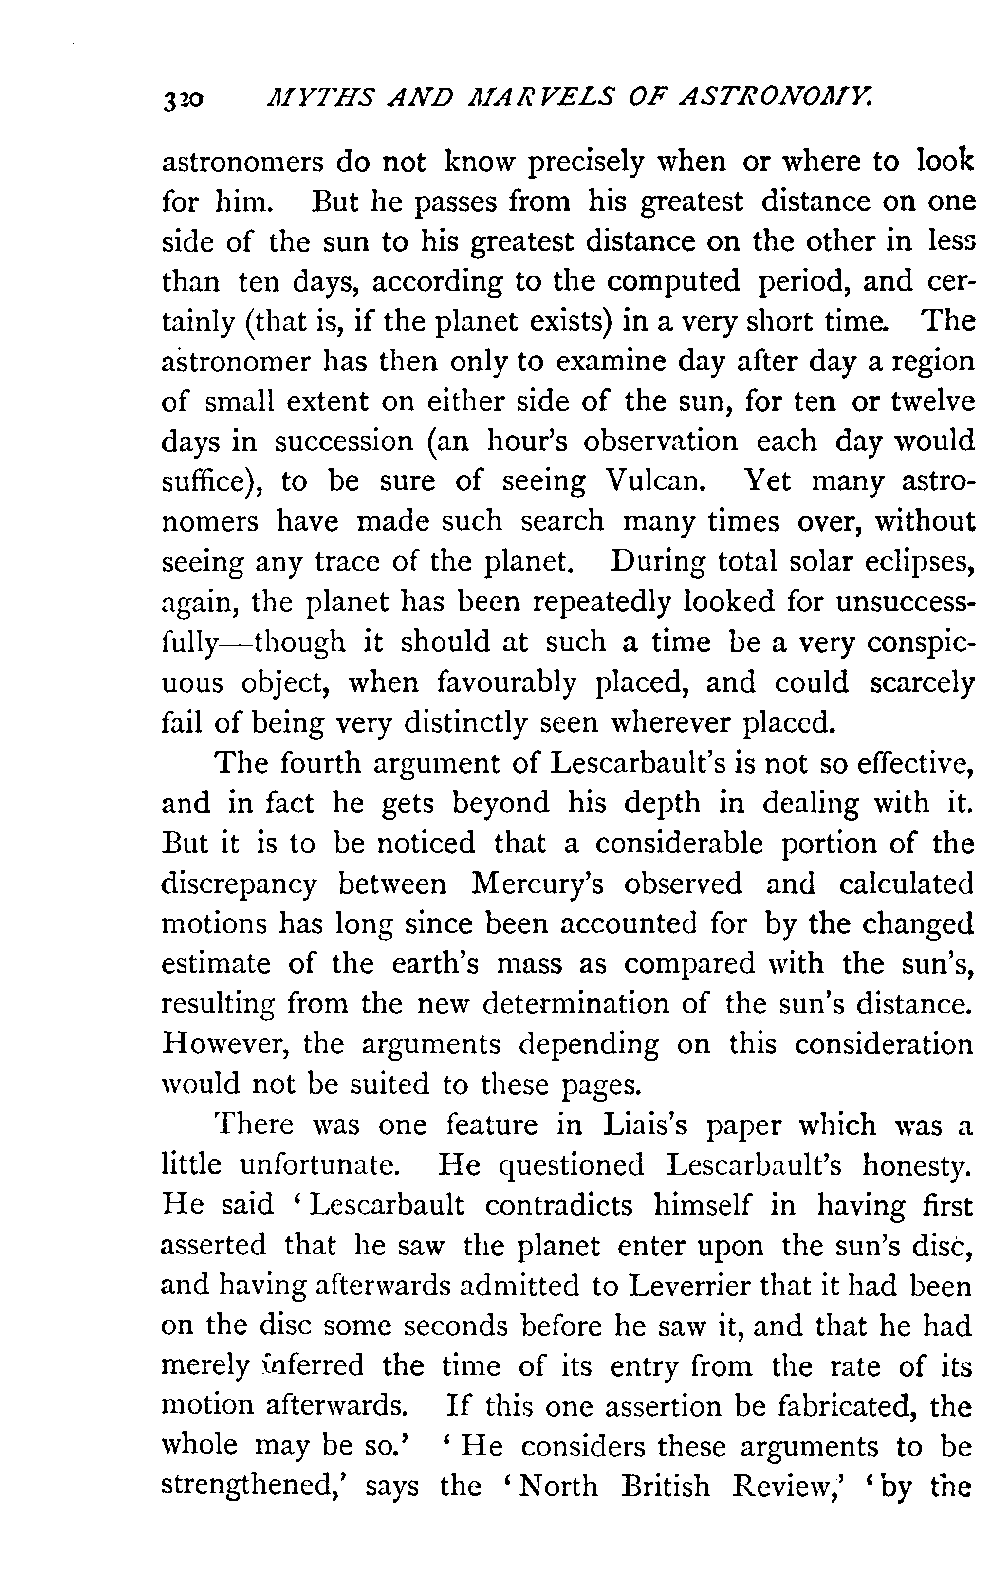 320 MYTHS AND MARVELS OF ASTRONOMY.
astronomers do not know precisely when or where to look
for him. But he passes from his greatest distance on one
side of the sun to his greatest distance on the other in less
than ten days, according to the computed period, and cer-
tainly (that is, if the planet exists) in a very short time. The
astronomer has then only to examine day after day a region
of small extent on either side of the sun, for ten or twelve
days in succession (an hour's observation each day would
suffice), to be sure of seeing Vulcan. Yet many astro-
nomers have made such search many times over, without
seeing any trace of the planet. During total solar eclipses,
again, the planet has been repeatedly looked for unsuccess-
fully—though it should at such a time be a very conspic-
uous object, when favourably placed, and could scarcely
fail of being very distinctly seen wherever placed.
The fourth argument of Lescarbault's is not so effective,
and in fact he gets beyond his depth in dealing with it.
But it is to be noticed that a considerable portion of the
discrepancy between Mercury's observed and calculated
motions has long since been accounted for by the changed
estimate of the earth's mass as compared with the sun's,
resulting from the new determination of the sun's distance.
However, the arguments depending on this consideration
would not be suited to these pages.
There was one feature in Liais's paper which was a
little unfortunate. He questioned Lescarbault's honesty.
He said ‘Lescarbault contradicts himself in having first
asserted that he saw the planet enter upon the sun's disc,
and having afterwards admitted to Leverrier that it had been
on the disc some seconds before he saw it, and that he had
merely inferred the time of its entry from the rate of its
motion afterwards. If this one assertion be fabricated, the
whole may be so.’ ‘He considers these arguments to be
strengthened,’ says the ‘North British Review,’ ‘by the